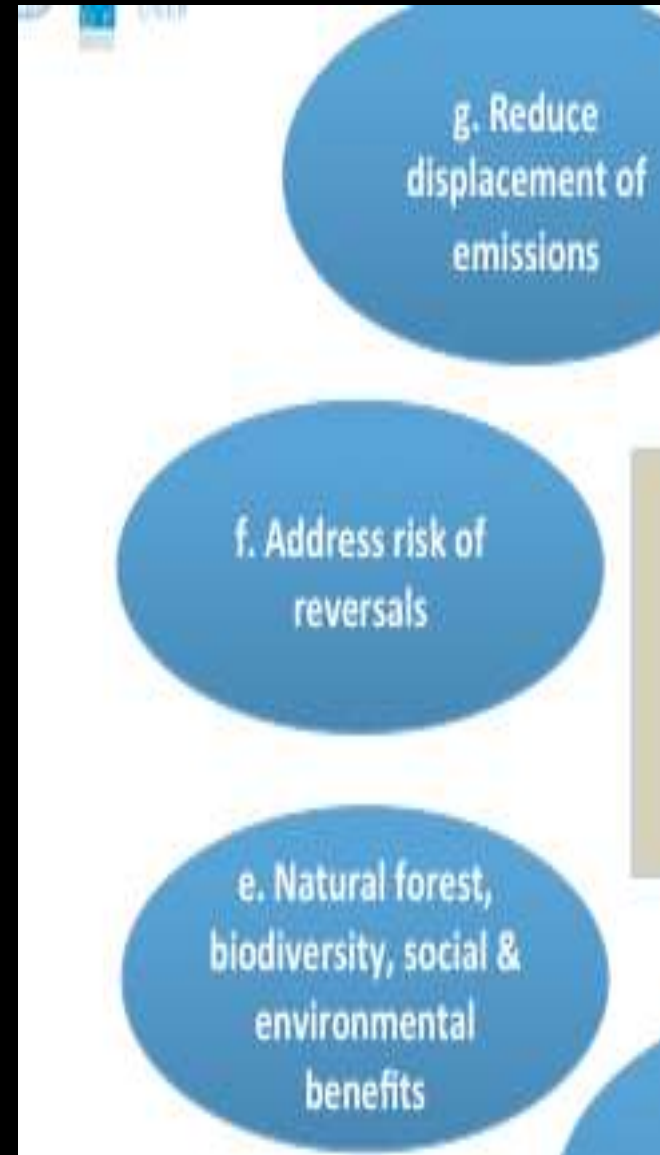 g. Reduce
displacement of
emissions
f. Address risk of
reversals
e. Natural forest,
biodiversity, social &
environmental
benefits